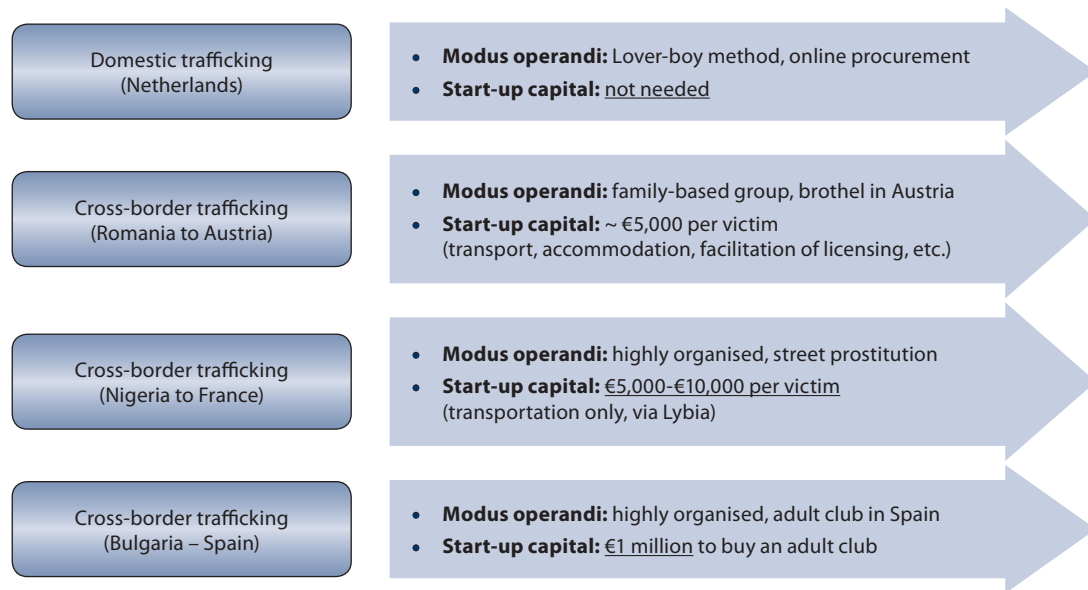 Domestic trafficking
(Netherlands)
• Modus operandi: Lover-boy method, online procurement
• Start-up capital: not needed
Cross-border trafficking
(Romania to Austria)
• Modus operandi: family-based group, brothel in Austria
• Start-up capital: ~ €5,000 per victim
(transport, accommodation, facilitation of licensing, etc.)
Cross-border trafficking
(Nigeria to France)
• Modus operandi: highly organised, street prostitution
• Start-up capital: €5,000-€10,000 per victim
(transportation only, via Lybia)
Cross-border trafficking
(Bulgaria – Spain)
• Modus operandi: highly organised, adult club in Spain
• Start-up capital: €1 million to buy an adult club